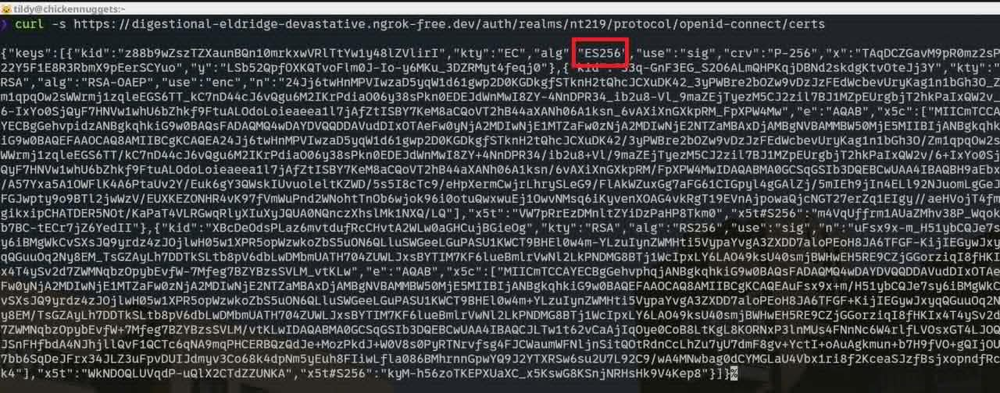 tildy@chickennuggets:~
❯ curl -s https://digestional-eldridge-devastative.ngrok-free.dev/auth/realms/nt219/protocol/openid-connect/certs
{"keys":[{"kid":"z88b9wZszTZXaunBQn10mrkxwVRlTtYw1y48lZVlirI","kty":"EC","alg":"ES256","use":"sig","crv":"P-256","x":"TAqDCZGavM9pR0mz2sP
22Y5F1E8R3RbmX9pEerSCYuo","y":"LSb52QpfOXKQTvoFlm0J-Io-y6MKu_3DZRMyt4feqj0"},{"kid":"S3q-GnF3EG_S2O6ALmQHPKqjDBNd2skdgKtvOteJj3Y","kty":"
RSA","alg":"RSA-OAEP","use":"enc","n":"24Jj6twHnMPVIwzaD5yqW1d61gwp2D0KGDkgfSTknH2tQhcJCXuDK42_3yPWBre2bOZw9vDzJzFEdWcbevUryKag1n1bGh3O_Z
m1qpqOw2sWWrmj1zqleEGS6TT_kC7nD44cJ6vQgu6M2IKrPdiaO06y38sPkn0EDEJdWnMwI8ZY-4NnDPR34_ib2u8-Vl_9maZEjTyezM5CJ2zil7BJ1MZpEUrgbjT2hkPaIxQW2v_
6-IxYo0SjQyF7HNVw1whU6bZhkf9FtuALOdoLoieaeea1l7jAfZtISBY7KeM8aCQoVT2hB44aXANh06A1ksn_6vAXiXnGXkpRM_FpXPW4Mw","e":"AQAB","x5c":["MIICmTCCA
YECBgGehvpidzANBgkqhkiG9w0BAQsFADAQMQ4wDAYDVQQDDAVudDIxOTAeFw0yNjA2MDIwNjE1MTZaFw0zNjA2MDIwNjE2NTZaMBAxDjAMBgNVBAMMBW50MjE5MIIBIjANBgkqhk
iG9w0BAQEFAAOCAQ8AMIIBCgKCAQEA24Jj6twHnMPVIwzaD5yqW1d61gwp2D0KGDkgfSTknH2tQhcJCXuDK42/3yPWBre2bOZw9vDzJzFEdWcbevUryKag1n1bGh3O/Zm1qpqOw2s
WWrmj1zqleEGS6TT/kC7nD44cJ6vQgu6M2IKrPdiaO06y38sPkn0EDEJdWnMwI8ZY+4NnDPR34/ib2u8+Vl/9maZEjTyezM5CJ2zil7BJ1MZpEUrgbjT2hkPaIxQW2v/6+IxYo0Sj
QyF7HNVw1whU6bZhkf9FtuALOdoLoieaeea1l7jAfZtISBY7KeM8aCQoVT2hB44aXANh06A1ksn/6vAXiXnGXkpRM/FpXPW4MwIDAQABMA0GCSqGSIb3DQEBCwUAA4IBAQBH9aEbx
/A57Yxa5A1OWFlK4A6PtaUv2Y/Euk6gY3QWskIUvuoleltKZWD/5s5I8cTc9/eHpXermCwjrLhrySLeG9/FlAkWZuxGg7aFG61CIGpyl4gGAlZj/5mIEh9jIn4ELl92NJuomLgGeJ
FGJwpty9o9BTl2jwWzV/EUXKEZONHR4vK97fVmWuPnd2WNohtTnOb6wjok96i0otuQwxwuEj1OwvNMsq6iKyvenXOAG4vkRgT19EVnAjpowaQjcNGT27erZq1EIgy//aeHVojT4fm
gikxipCHATDER5NOt/KaPaT4VLRGwqRlyXIuXyJQUA0NQnczXhslMk1NXQ/LQ"],"x5t":"VW7pRrEzDMnltZYiDzPaHP8Tkm0","x5t#S256":"m4VqUffrm1AUaZMhv38P_Wqok
b7BC-tECr7jZ6YedII"},{"kid":"XBcDeOdsPLaz6mvtdufRcCHvtA2WLw0aGHCujBGieOg","kty":"RSA","alg":"RS256","use":"sig","n":"uFsx9x-m_H51ybCQJe7s
y6iBMgWkCvSXsJQ9yrdz4zJOjlwH05w1XPR5opWzwkoZbS5uON6QLluSWGeeLGuPASU1KWCT9BHEl0w4m-YLzuIynZWMHti5VypaYvgA3ZXDD7aloPEoH8JA6TFGF-KijIEGywJxy
qQGuuOq2Ny8EM_TsGZAyLh7DDTkSLtb8pV6dbLwDMbmUATH704ZUWLJxsBYTIM7KF6lueBmlrVwNl2LkPNDMG8BTj1WcIpxLY6LAO49ksU40smjBWHwEH5RE9CZjGGorziqI8fHKI
x4T4ySv2d7ZWMNqbzOpybEvfW-7Mfeg7BZYBzsSVLM_vtKLw","e":"AQAB","x5c":["MIICmTCCAYECBgGehvphqjANBgkqhkiG9w0BAQsFADAQMQ4wDAYDVQQDDAVudDIxOTAe
Fw0yNjA2MDIwNjE1MTZaFw0zNjA2MDIwNjE2NTZaMBAxDjAMBgNVBAMMBW50MjE5MIIBIjANBgkqhkiG9w0BAQEFAAOCAQ8AMIIBCgKCAQEAuFsx9x+m/H51ybCQJe7sy6iBMgWkC
vSXsJQ9yrdz4zJOjlwH05w1XPR5opWzwkoZbS5uON6QLluSWGeeLGuPASU1KWCT9BHEl0w4m+YLzuIynZWMHti5VypaYvgA3ZXDD7aloPEoH8JA6TFGF+KijIEGywJxyqQGuuOq2N
y8EM/TsGZAyLh7DDTkSLtb8pV6dbLwDMbmUATH704ZUWLJxsBYTIM7KF6lueBmlrVwNl2LkPNDMG8BTj1WcIpxLY6LAO49ksU40smjBWHwEH5RE9CZjGGorziqI8fHKIx4T4ySv2d
7ZWMNqbzOpybEvfW+7Mfeg7BZYBzsSVLM/vtKLwIDAQABMA0GCSqGSIb3DQEBCwUAA4IBAQCJLTw1t62vCaAjIqOye0CoB8LtKgL8KORNxP3lnMUs4FNnNc6W4rlfLVOsxGT4LJOQ
JSnFHfbdA4NJhjllQvF1QCTc6qNA9mqPHCERBQzQdJe+MozPkdJ+W0V8s0PyRTNrvfsg4FJCWaumWFNljnSitQOtRdnCcLhZu7yU7dmF8gv+YctI+oAuAgkmun+b7H9fVO+gQIjOU
7bb6SqDeJFrx34JLZ3uFpvDUIJdmyv3Co68k4dpNm5yEuh8FIiwLfla086BMhrnnGpwYQ9J2YTXRSw6su2U7L92C9/wA4MNwbag0dCYMGLaU4Vbx1ri8f2KceaSJzfBsjxopndfRc
k4"],"x5t":"WkNDOQLUVqdP-uQlX2CTdZZUNKA","x5t#S256":"kyM-h56zoTKEPXUaXC_x5KswG8KSnjNRHsHk9V4Kep8"}]}%